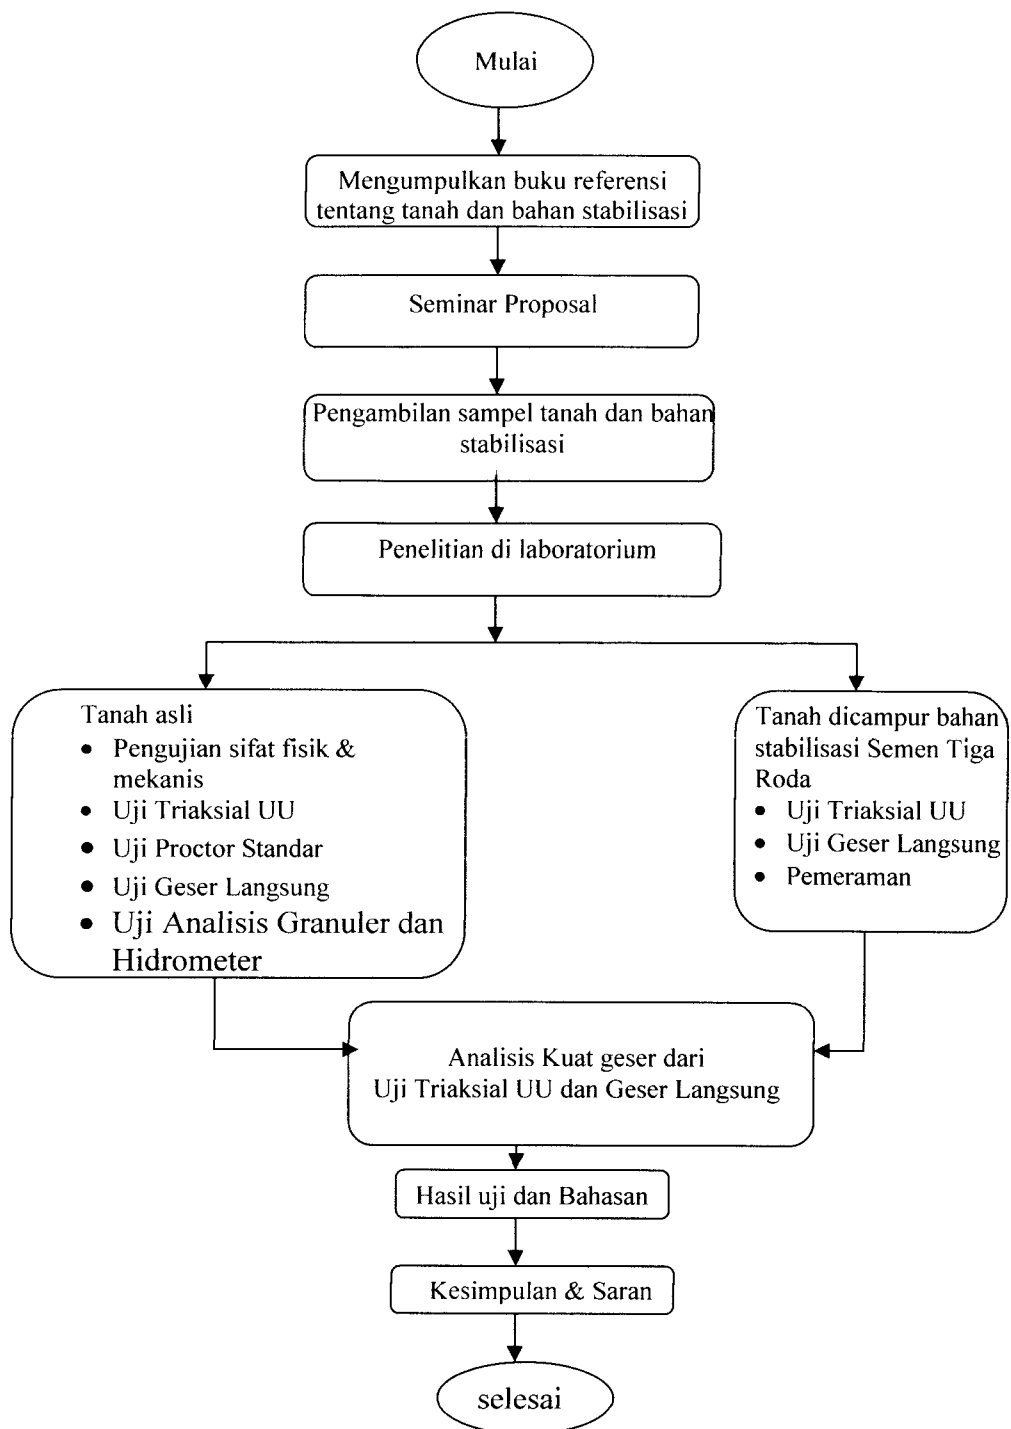 Mulai
Mengumpulkan buku referensi
tentang tanah dan bahan stabilisasi
Seminar Proposal
Pengambilan sampel tanah dan bahan
stabilisasi
Penelitian di laboratorium
Tanah asli
• Pengujian sifat fisik &
mekanis
• Uji Triaksial UU
• Uji Proctor Standar
• Uji Geser Langsung
• Uji Analisis Granuler dan
Hidrometer
Tanah dicampur bahan
stabilisasi Semen Tiga
Roda
• Uji Triaksial UU
• Uji Geser Langsung
• Pemeraman
Analisis Kuat geser dari
Uji Triaksial UU dan Geser Langsung
Hasil uji dan Bahasan
Kesimpulan & Saran
selesai